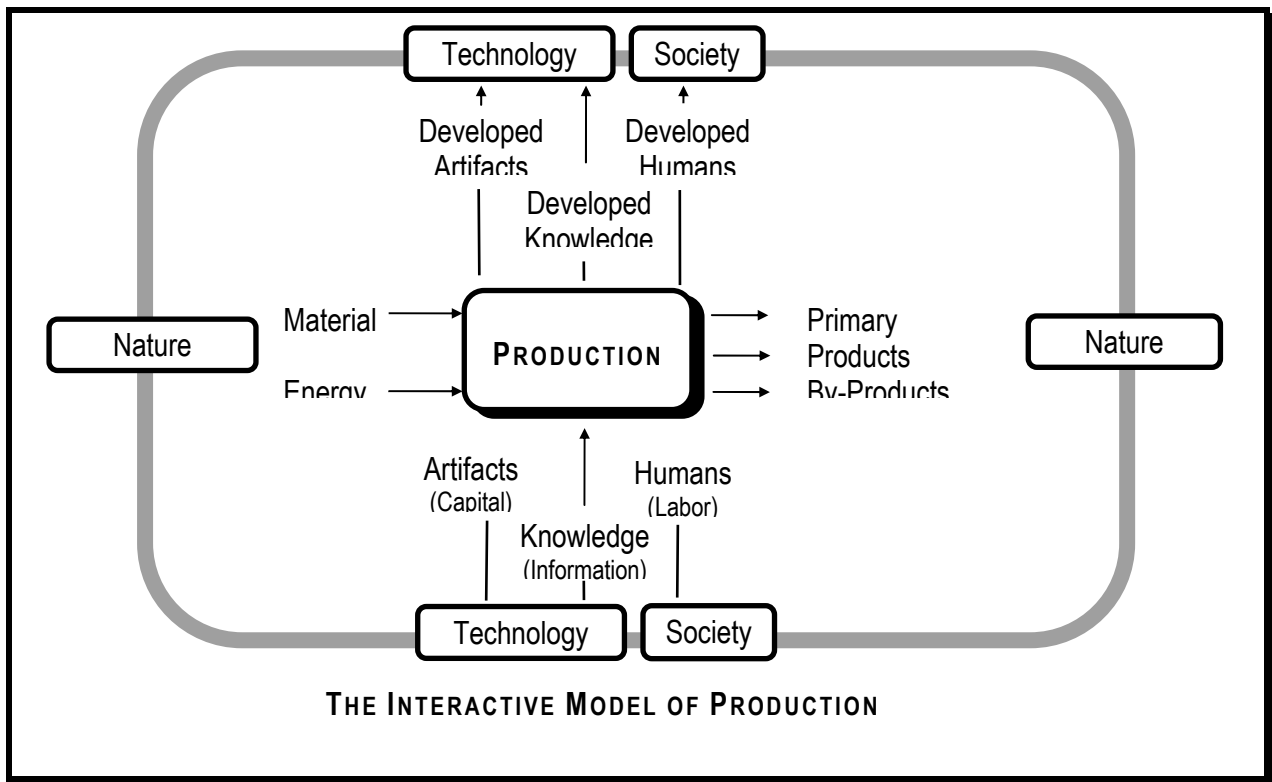 Technology
Society
Developed
Artifacts
Developed
Humans
Developed
Knowledge
Nature
Material
Energy
PRODUCTION
Primary
Products
By-Products
Nature
Artifacts
(Capital)
Humans
(Labor)
Knowledge
(Information)
Technology
Society
THE INTERACTIVE MODEL OF PRODUCTION